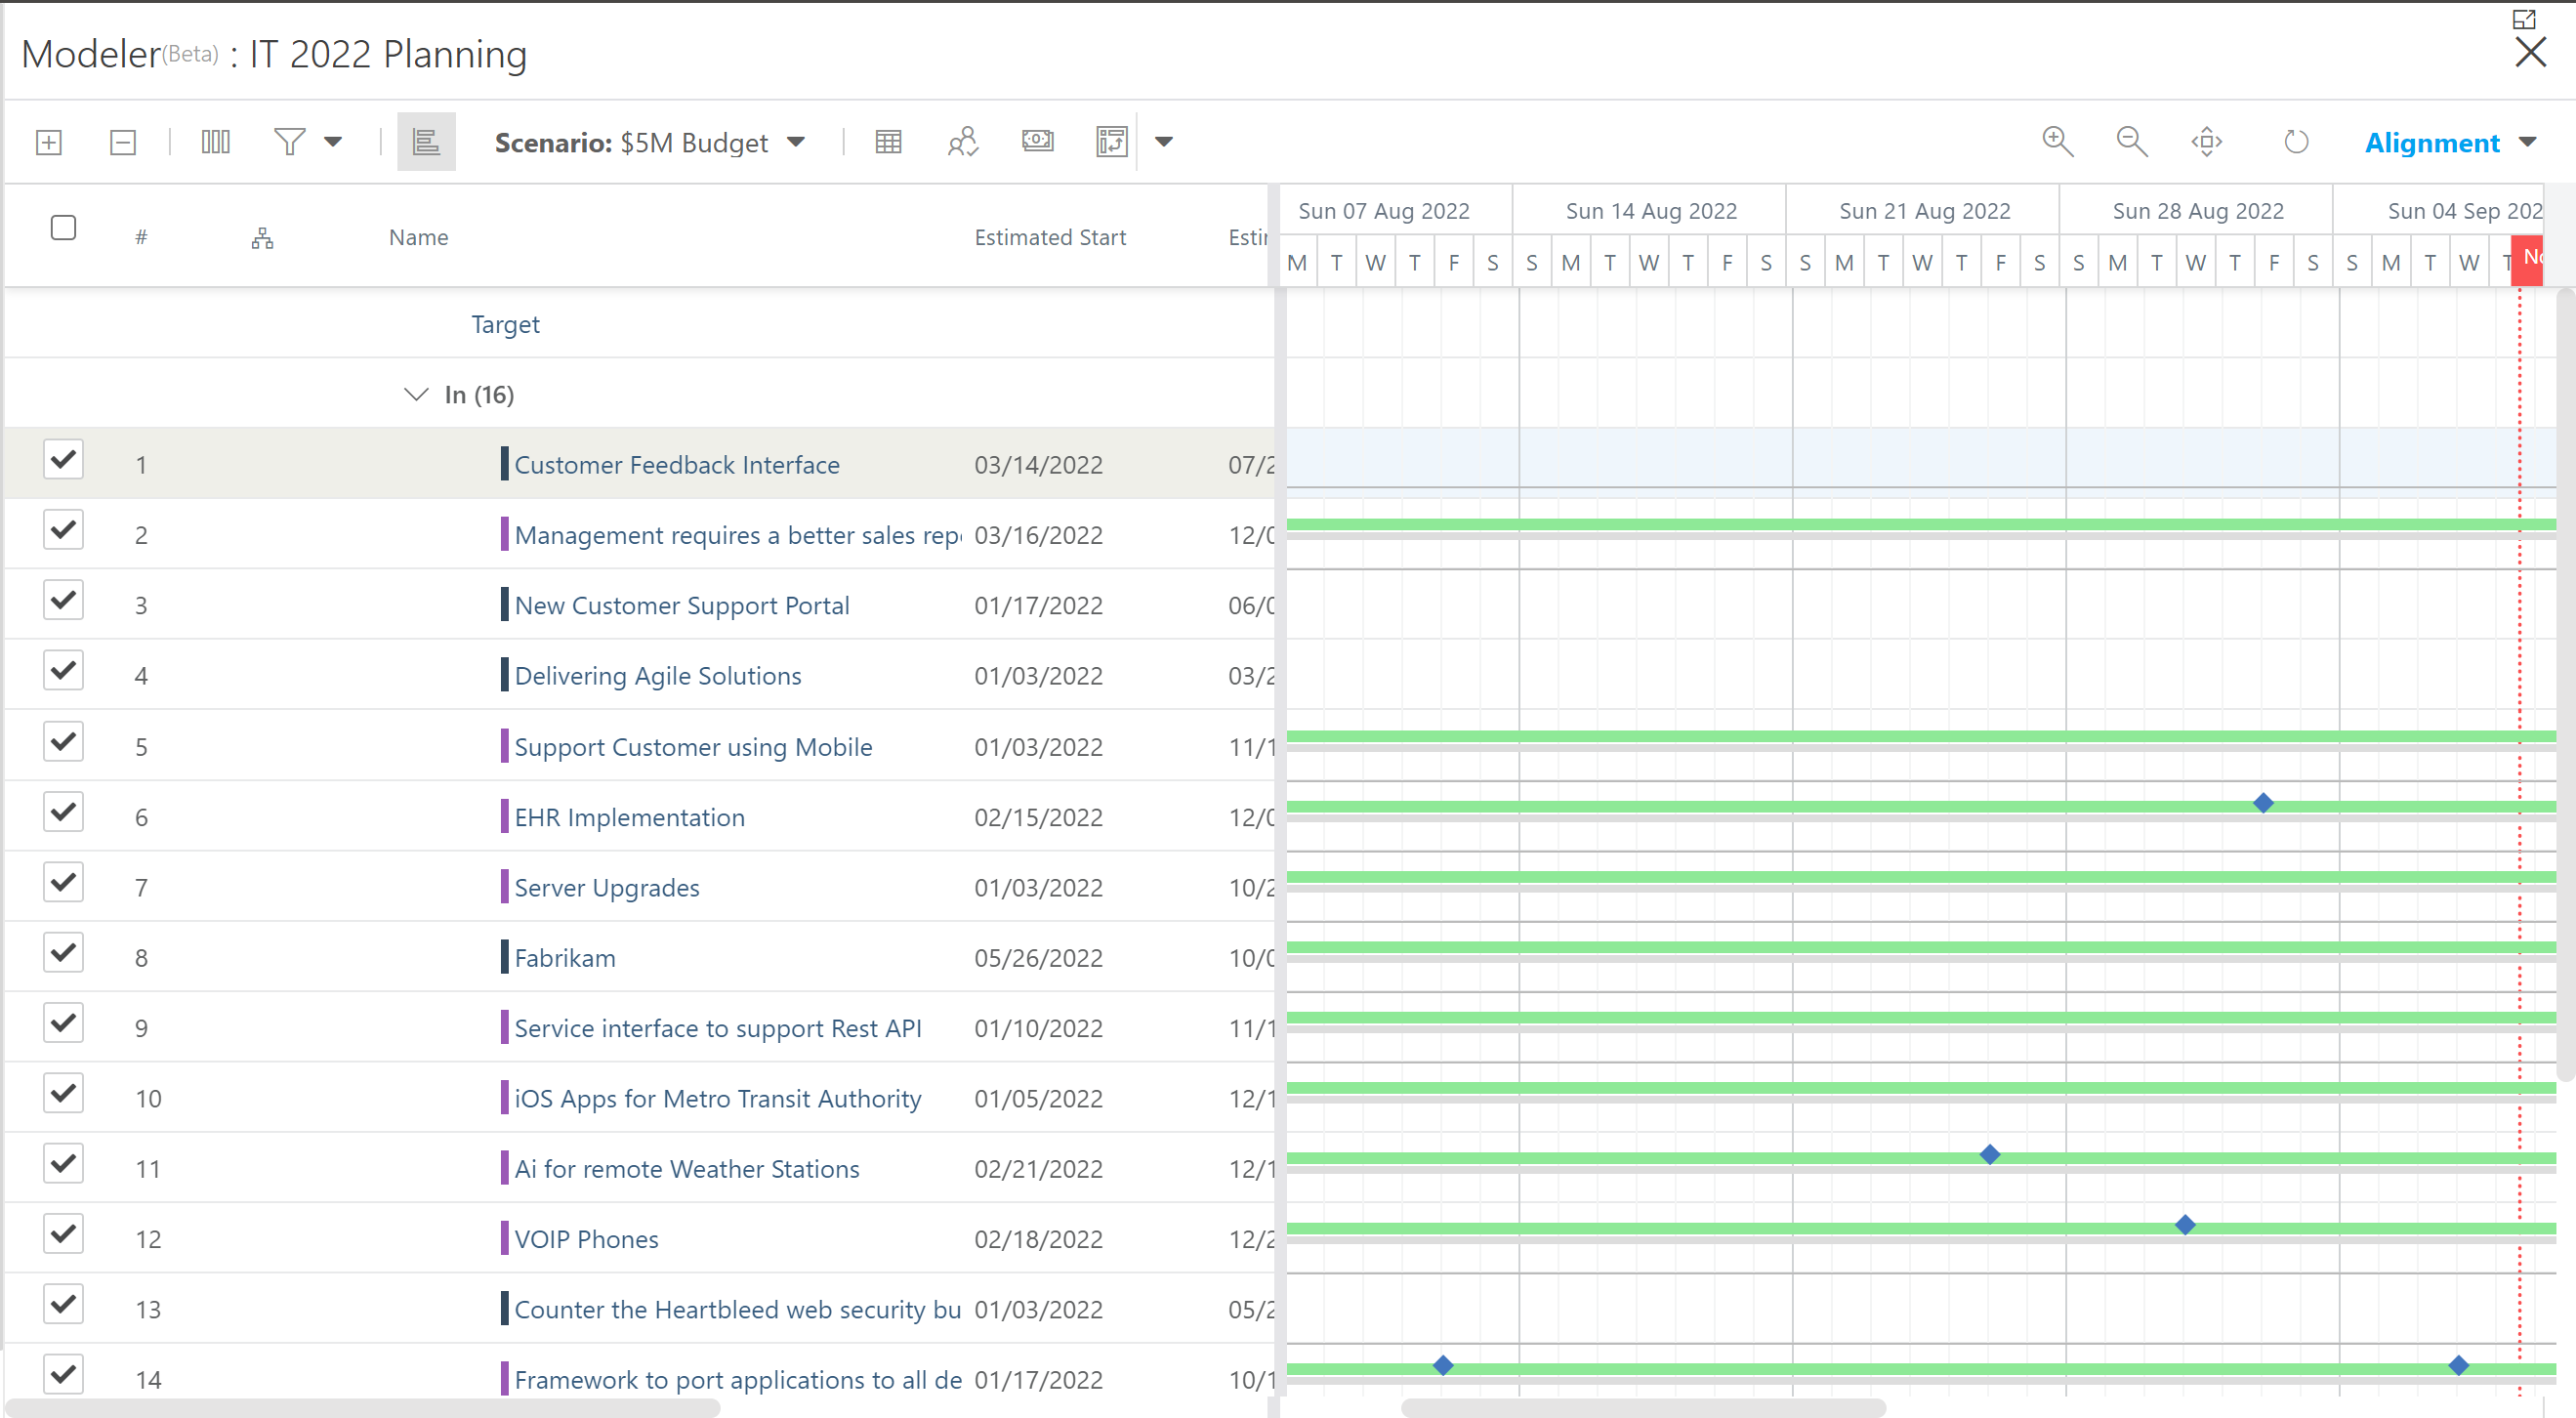 Modeler(Beta) : IT 2022 Planning
Scenario: $5M Budget
Alignment
# Name Estimated Start
Sun 07 Aug 2022 Sun 14 Aug 2022 Sun 21 Aug 2022 Sun 28 Aug 2022 Sun 04 Sep 202
M T W T F S S M T W T F S S M T W T F S S M T W T F S S M T W T
Target
In (16)
1 Customer Feedback Interface 03/14/2022 07/2
2 Management requires a better sales rep 03/16/2022 12/0
3 New Customer Support Portal 01/17/2022 06/0
4 Delivering Agile Solutions 01/03/2022 03/2
5 Support Customer using Mobile 01/03/2022 11/1
6 EHR Implementation 02/15/2022 12/0
7 Server Upgrades 01/03/2022 10/2
8 Fabrikam 05/26/2022 10/0
9 Service interface to support Rest API 01/10/2022 11/1
10 iOS Apps for Metro Transit Authority 01/05/2022 12/1
11 Ai for remote Weather Stations 02/21/2022 12/1
12 VOIP Phones 02/18/2022 12/2
13 Counter the Heartbleed web security bu 01/03/2022 05/2
14 Framework to port applications to all de 01/17/2022 10/1